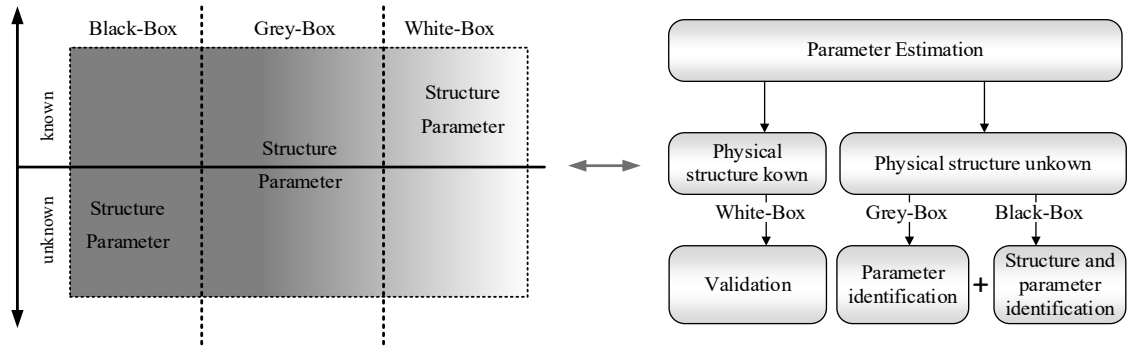 Black-Box
Grey-Box
White-Box
known
unknown
Structure
Parameter
Structure
Parameter
Structure
Parameter
Parameter Estimation
Physical
structure kown
Physical structure unkown
White-Box
Grey-Box
Black-Box
Validation
Parameter
identification
+
Structure and
parameter
identification